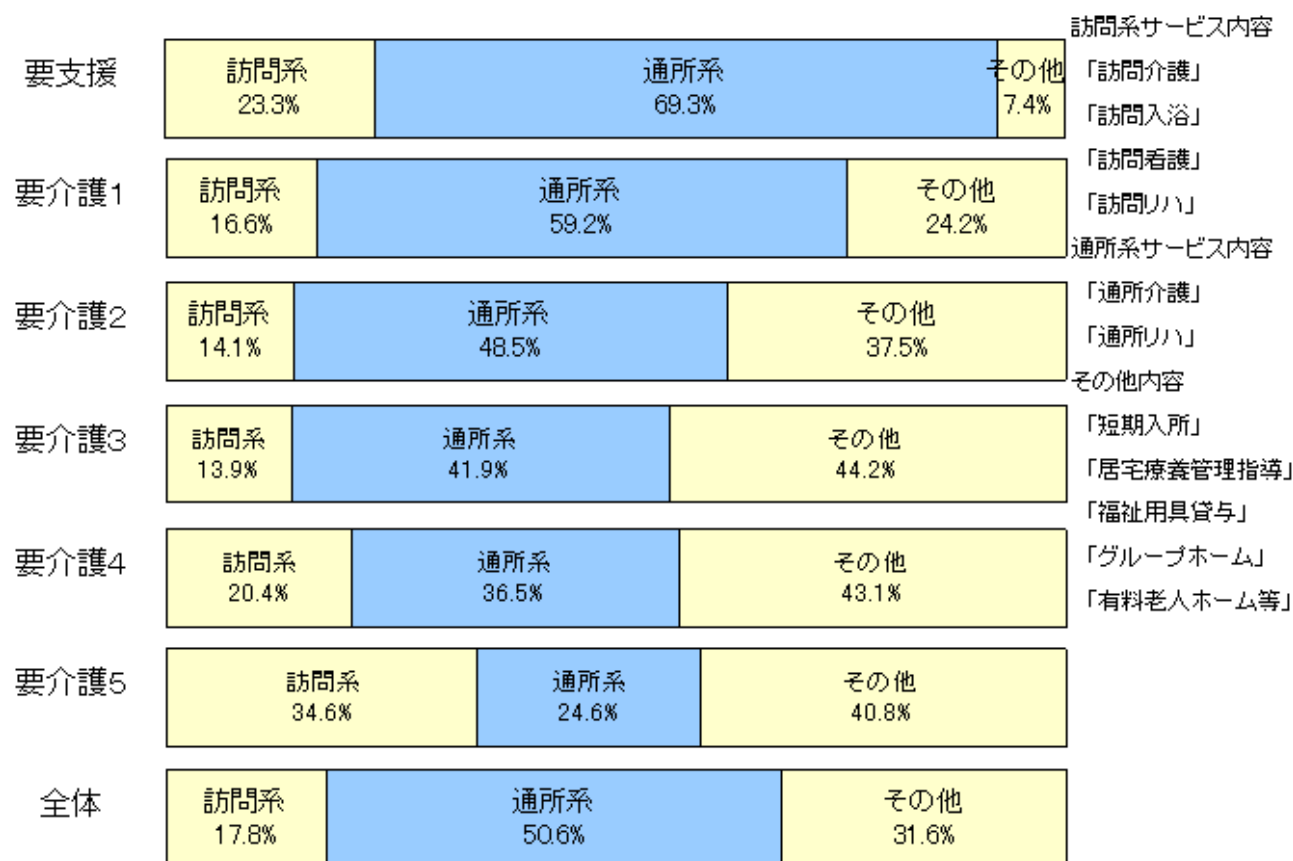 要支援
訪問系
23.3%
通所系
69.3%
その他
7.4%
要介護1
訪問系
16.6%
通所系
59.2%
その他
24.2%
要介護2
訪問系
14.1%
通所系
48.5%
その他
37.5%
要介護3
訪問系
13.9%
通所系
41.9%
その他
44.2%
要介護4
訪問系
20.4%
通所系
36.5%
その他
43.1%
要介護5
訪問系
34.6%
通所系
24.6%
その他
40.8%
全体
訪問系
17.8%
通所系
50.6%
その他
31.6%
訪問系サービス内容
「訪問介護」
「訪問入浴」
「訪問看護」
「訪問リハ」
通所系サービス内容
「通所介護」
「通所リハ」
その他内容
「短期入所」
「居宅療養管理指導」
「福祉用具貸与」
「グループホーム」
「有料老人ホーム等」